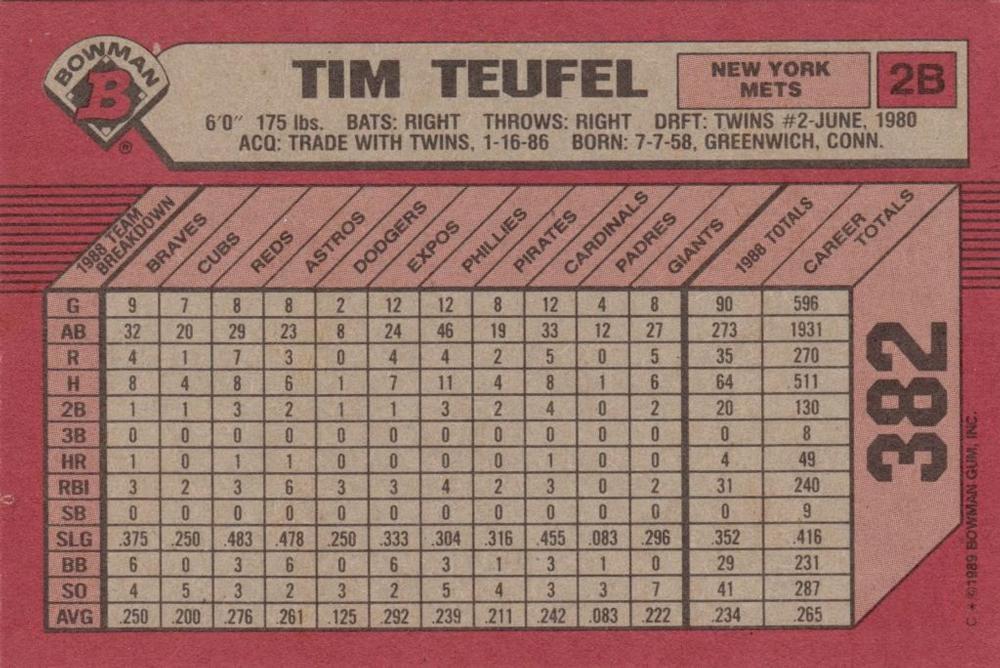 BOWMAN
B
®
TIM TEUFEL
NEW YORK
METS
2B
6'0" 175 lbs. BATS: RIGHT THROWS: RIGHT DRFT: TWINS #2-JUNE, 1980
ACQ: TRADE WITH TWINS, 1-16-86 BORN: 7-7-58, GREENWICH, CONN.
1988 TEAM BREAKDOWN BRAVES CUBS REDS ASTROS DODGERS EXPOS PHILLIES PIRATES CARDINALS PADRES GIANTS 1988 TOTALS CAREER TOTALS
G 9 7 8 8 2 12 12 8 12 4 8 90 596
AB 32 20 29 23 8 24 46 19 33 12 27 273 1931
R 4 1 7 3 0 4 4 2 5 0 5 35 270
H 8 4 8 6 1 7 11 4 8 1 6 64 511
2B 1 1 3 2 1 1 3 2 4 0 2 20 130
3B 0 0 0 0 0 0 0 0 0 0 0 0 8
HR 1 0 1 1 0 0 0 0 1 0 0 4 49
RBI 3 2 3 6 3 3 4 2 3 0 2 31 240
SB 0 0 0 0 0 0 0 0 0 0 0 0 9
SLG .375 .250 .483 .478 .250 .333 .304 .316 .455 .083 .296 .352 .416
BB 6 0 3 6 0 6 3 1 3 1 0 29 231
SO 4 5 3 2 3 2 5 4 3 3 7 41 287
AVG .250 .200 .276 .261 .125 .292 .239 .211 .242 .083 .222 .234 .265
382
C * ©1989 BOWMAN GUM, INC.